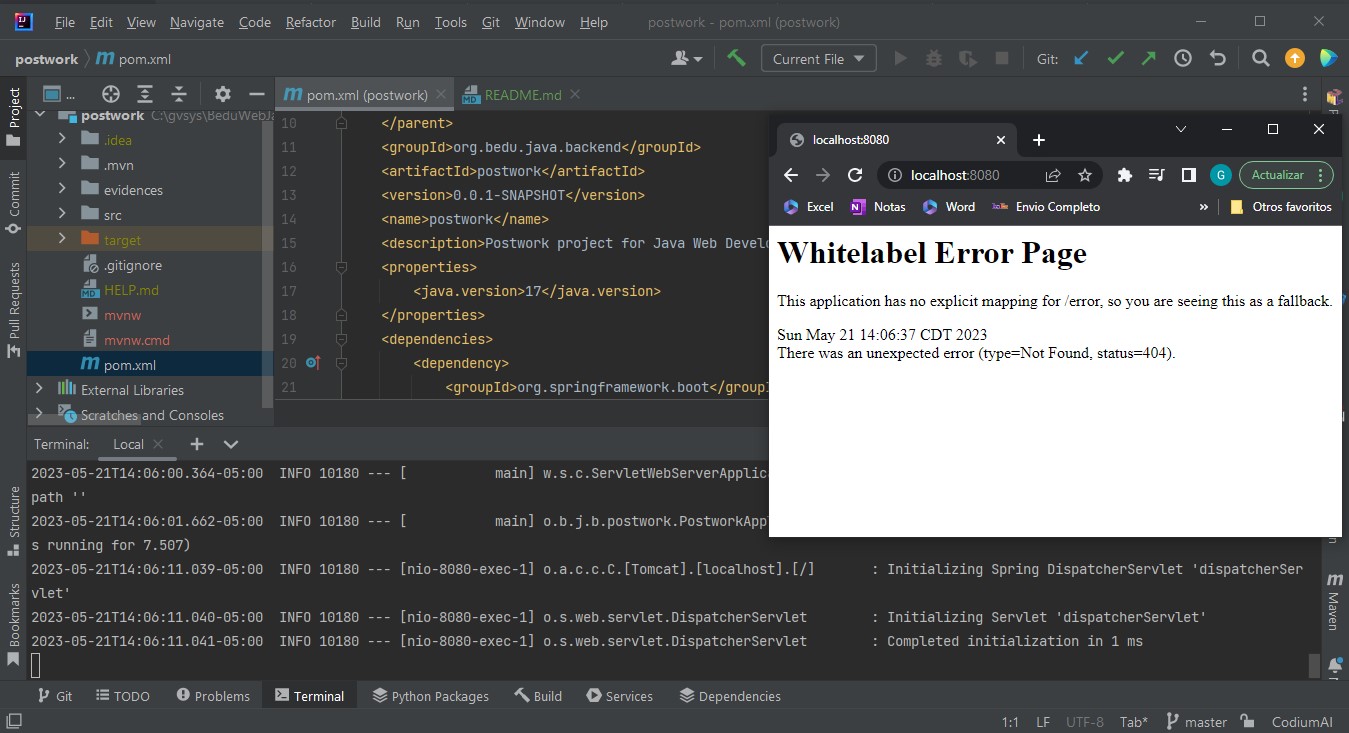 File Edit View Navigate Code Refactor Build Run Tools Git Window Help postwork - pom.xml (postwork)
postwork m pom.xml Current File Git:
Project
Commit
Pull Requests
Structure
Bookmarks
...
postwork C:\gvsys\BeduWebJa
.idea
.mvn
evidences
src
target
.gitignore
HELP.md
mvnw
mvnw.cmd
pom.xml
External Libraries
Scratches and Consoles
pom.xml (postwork) README.md
10 </parent>
11 <groupId>org.bedu.java.backend</groupId>
12 <artifactId>postwork</artifactId>
13 <version>0.0.1-SNAPSHOT</version>
14 <name>postwork</name>
15 <description>Postwork project for Java Web Develo
16 <properties>
17 <java.version>17</java.version>
18 </properties>
19 <dependencies>
20 <dependency>
21 <groupId>org.springframework.boot</groupI
localhost:8080
localhost:8080 G Actualizar
Excel Notas Word Envio Completo » Otros favoritos
Whitelabel Error Page
This application has no explicit mapping for /error, so you are seeing this as a fallback.
Sun May 21 14:06:37 CDT 2023
There was an unexpected error (type=Not Found, status=404).
Terminal: Local
2023-05-21T14:06:00.364-05:00 INFO 10180 --- [ main] w.s.c.ServletWebServerApplica
path ''
2023-05-21T14:06:01.662-05:00 INFO 10180 --- [ main] o.b.j.b.postwork.PostworkApp
s running for 7.507)
2023-05-21T14:06:11.039-05:00 INFO 10180 --- [nio-8080-exec-1] o.a.c.c.C.[Tomcat].[localhost].[/] : Initializing Spring DispatcherServlet 'dispatcherSer
vlet'
2023-05-21T14:06:11.040-05:00 INFO 10180 --- [nio-8080-exec-1] o.s.web.servlet.DispatcherServlet : Initializing Servlet 'dispatcherServlet'
2023-05-21T14:06:11.041-05:00 INFO 10180 --- [nio-8080-exec-1] o.s.web.servlet.DispatcherServlet : Completed initialization in 1 ms
Maven
Git TODO Problems Terminal Python Packages Build Services Dependencies
1:1 LF UTF-8 Tab* master CodiumAI